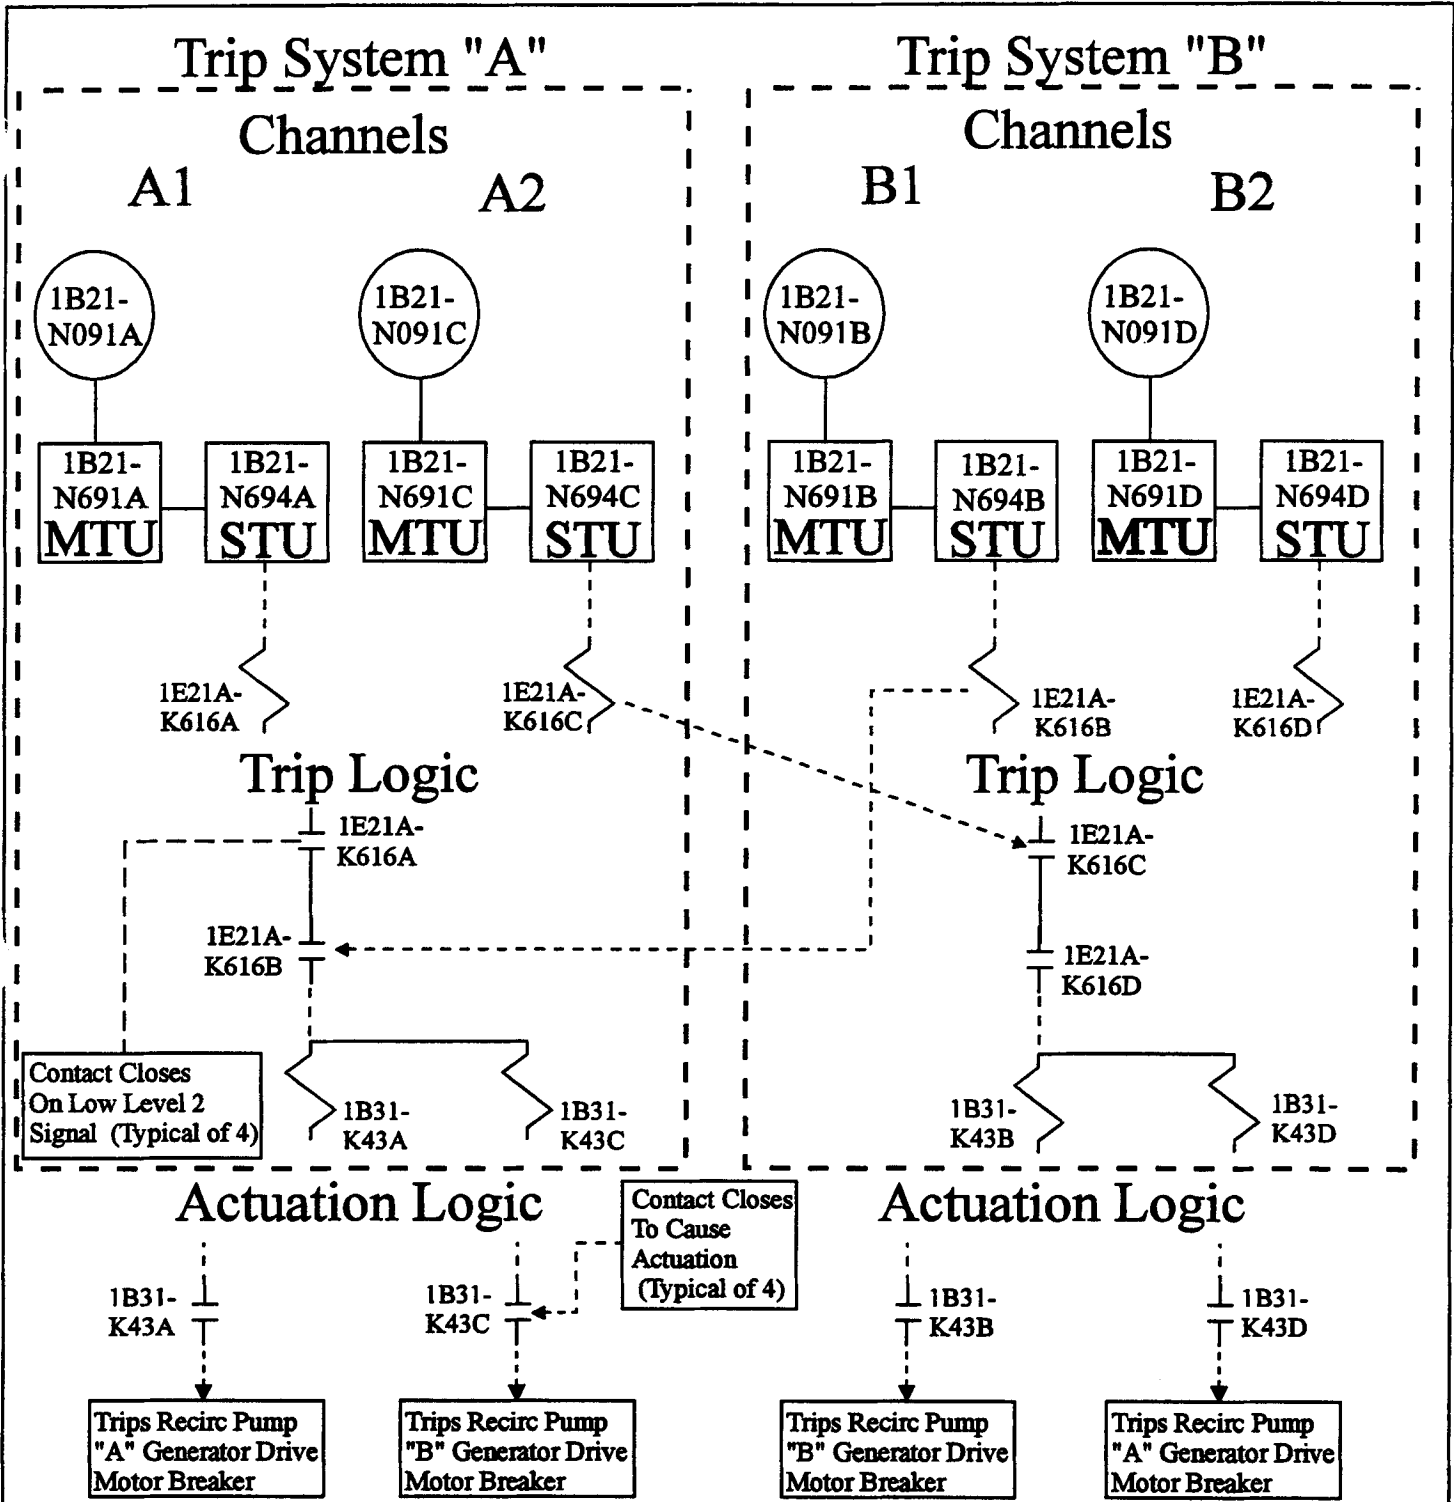 Trip System "A"
Trip System "B"
Channels
Channels
A1
A2
B1
B2
1B21-
N091A
1B21-
N091C
1B21-
N091B
1B21-
N091D
1B21-
N691A
MTU
1B21-
N694A
STU
1B21-
N691C
MTU
1B21-
N694C
STU
1B21-
N691B
MTU
1B21-
N694B
STU
1B21-
N691D
MTU
1B21-
N694D
STU
1E21A-
K616A
1E21A-
K616C
1E21A-
K616B
1E21A-
K616D
Trip Logic
Trip Logic
1E21A-
K616A
1E21A-
K616C
1E21A-
K616B
1E21A-
K616D
Contact Closes
On Low Level 2
Signal (Typical of 4)
1B31-
K43A
1B31-
K43C
1B31-
K43B
1B31-
K43D
Actuation Logic
Contact Closes
To Cause
Actuation
(Typical of 4)
Actuation Logic
1B31-
K43A
1B31-
K43C
1B31-
K43B
1B31-
K43D
Trips Recirc Pump
"A" Generator Drive
Motor Breaker
Trips Recirc Pump
"B" Generator Drive
Motor Breaker
Trips Recirc Pump
"B" Generator Drive
Motor Breaker
Trips Recirc Pump
"A" Generator Drive
Motor Breaker